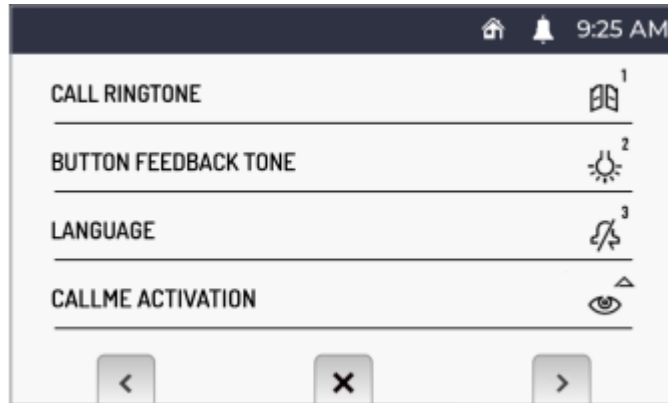 9:25 AM
CALL RINGTONE 1
BUTTON FEEDBACK TONE 2
LANGUAGE 3
CALLME ACTIVATION